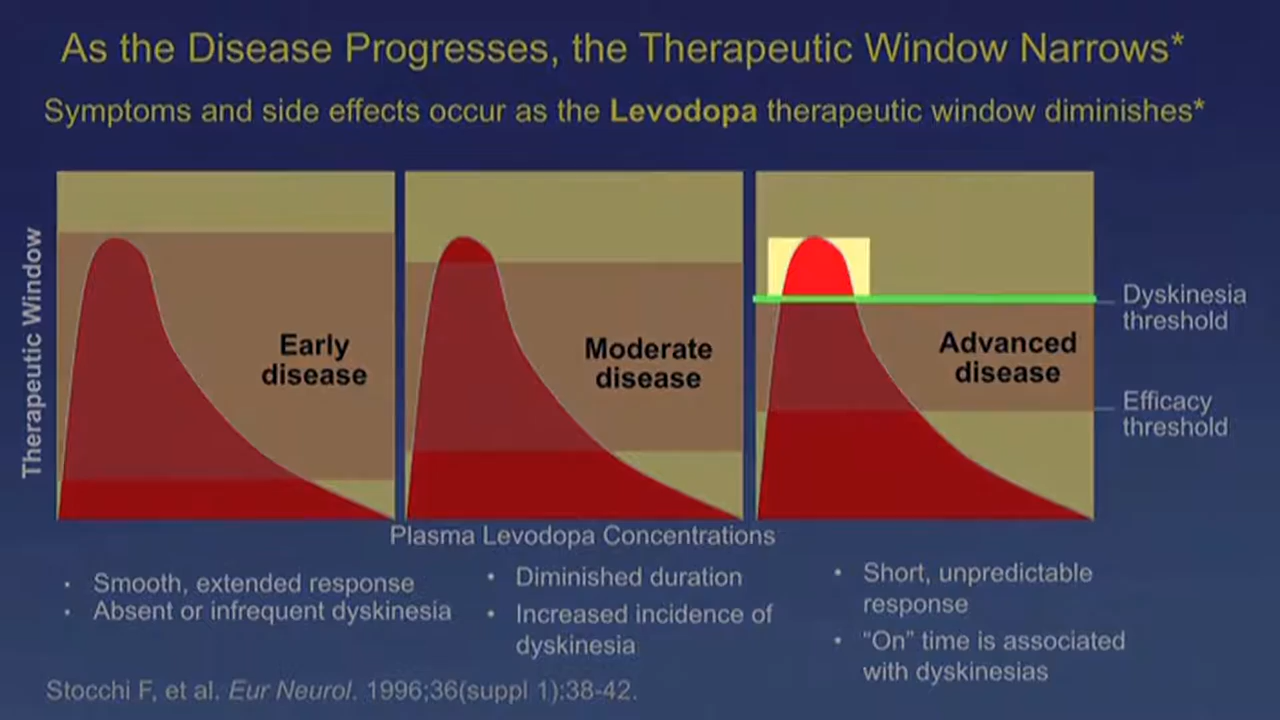 As the Disease Progresses, the Therapeutic Window Narrows*
Symptoms and side effects occur as the Levodopa therapeutic window diminishes*
Therapeutic Window
Early
disease
Moderate
disease
Advanced
disease
Dyskinesia
threshold
Efficacy
threshold
Plasma Levodopa Concentrations
• Smooth, extended response
• Absent or infrequent dyskinesia
• Diminished duration
• Increased incidence of
dyskinesia
• Short, unpredictable
response
• “On” time is associated
with dyskinesias
Stocchi F, et al. Eur Neurol. 1996;36(suppl 1):38-42.